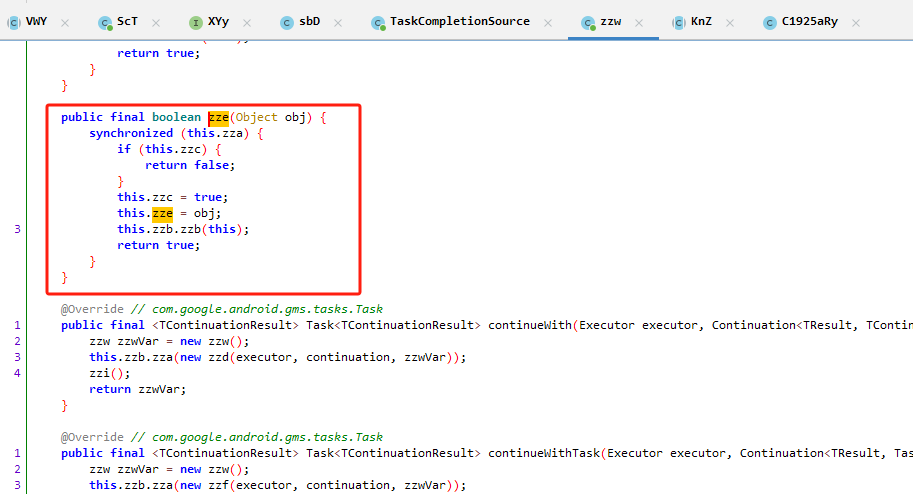 VWY ScT XYy sbD TaskCompletionSource zzw KnZ C1925aRy
return true;
}
}
public final boolean zze(Object obj) {
synchronized (this.zza) {
if (this.zzc) {
return false;
}
this.zzc = true;
this.zze = obj;
3 this.zzb.zzb(this);
return true;
}
}
@Override // com.google.android.gms.tasks.Task
1 public final <TContinuationResult> Task<TContinuationResult> continueWith(Executor executor, Continuation<TResult, TConti
2 zzw zzwVar = new zzw();
3 this.zzb.zza(new zzd(executor, continuation, zzwVar));
4 zzi();
return zzwVar;
}
@Override // com.google.android.gms.tasks.Task
1 public final <TContinuationResult> Task<TContinuationResult> continueWithTask(Executor executor, Continuation<TResult, Tas
2 zzw zzwVar = new zzw();
3 this.zzb.zza(new zzf(executor, continuation, zzwVar));